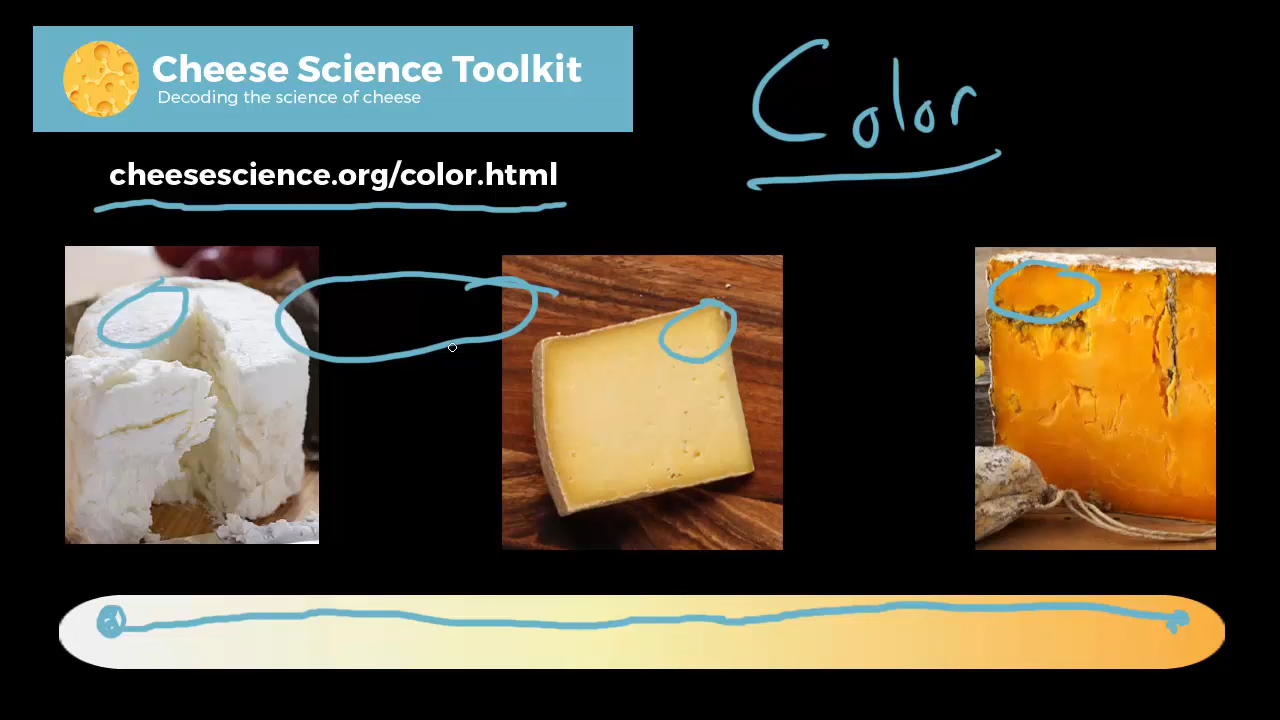 Cheese Science Toolkit
Decoding the science of cheese
Color
cheesescience.org/color.html